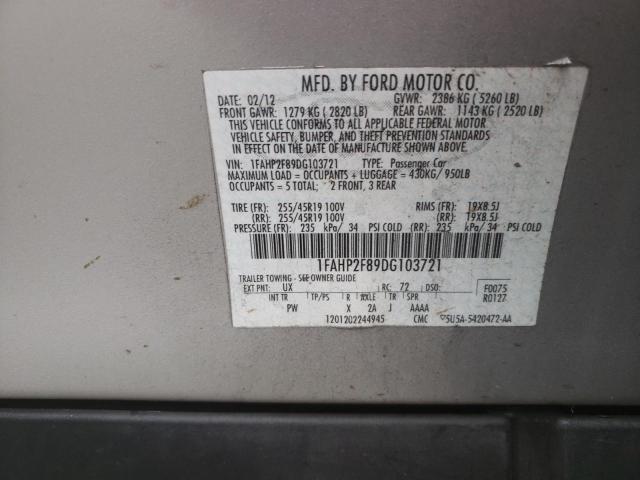 MFD. BY FORD MOTOR CO.
DATE: 02/12 GVWR: 2386 KG ( 5260 LB)
FRONT GAWR: 1279 KG ( 2820 LB) REAR GAWR: 1143 KG ( 2520 LB)
THIS VEHICLE CONFORMS TO ALL APPLICABLE FEDERAL MOTOR
VEHICLE SAFETY, BUMPER, AND THEFT PREVENTION STANDARDS
IN EFFECT ON THE DATE OF MANUFACTURE SHOWN ABOVE.
VIN: 1FAHP2F89DG103721 TYPE: Passenger Car
MAXIMUM LOAD = OCCUPANTS + LUGGAGE = 430KG/ 950LB
OCCUPANTS = 5 TOTAL; 2 FRONT, 3 REAR
TIRE (FR): 255/45R19 100V RIMS (FR): 19X8.5J
(RR): 255/45R19 100V (RR): 19X8.5J
PRESSURE (FR): 235 kPa/ 34 PSI COLD (RR): 235 kPa/ 34 PSI COLD
1FAHP2F89DG103721
TRAILER TOWING - SEE OWNER GUIDE
EXT PNT: UX RC: 72 DSO: F0075
INT TR TP/PS R AXLE TR SPR R0127
PW X 2A J AAAA
1201202244945 CMC 5U5A-5420472-AA